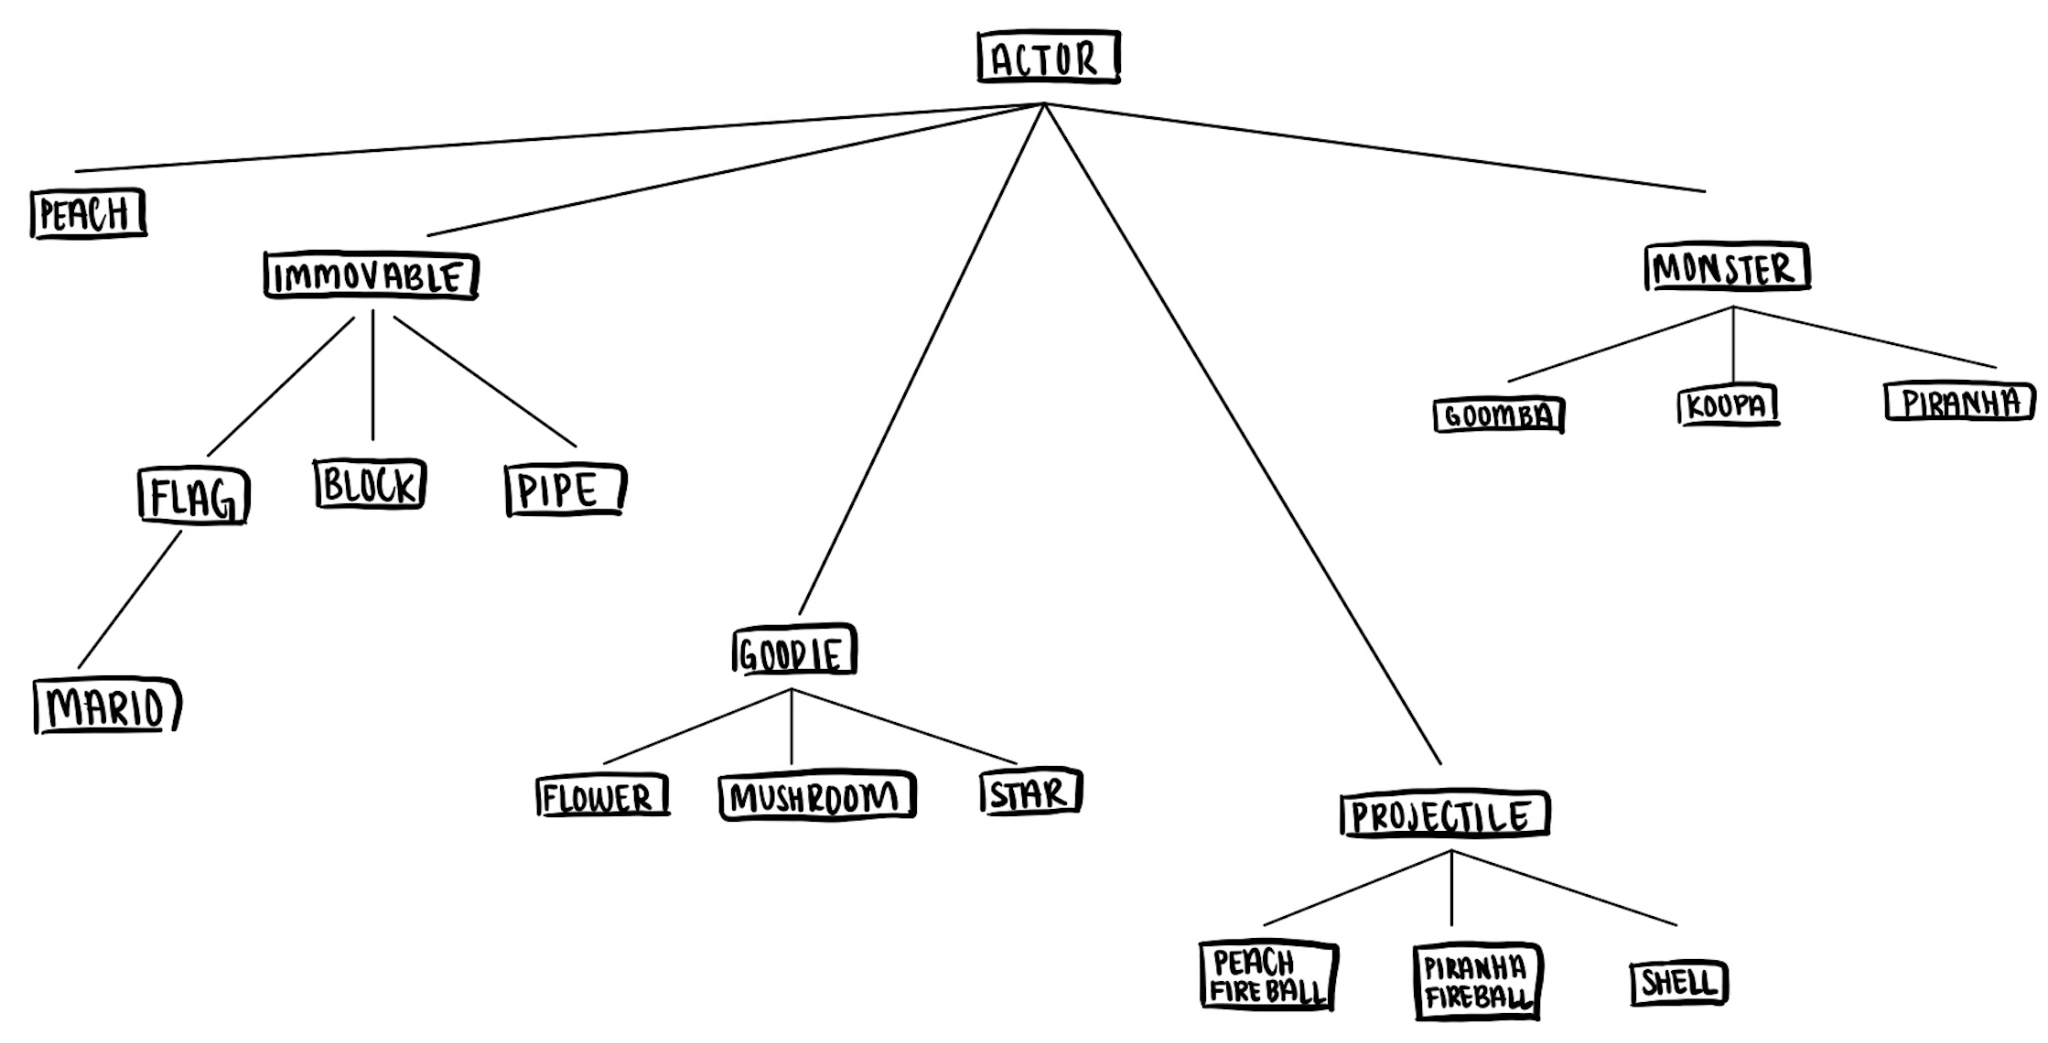 ACTOR
PEACH
IMMOVABLE
MONSTER
GOOMBA
KOOPA
PIRANHA
FLAG
BLOCK
PIPE
MARIO
GOODIE
FLOWER
MUSHROOM
STAR
PROJECTILE
PEACH
FIREBALL
PIRANHA
FIREBALL
SHELL